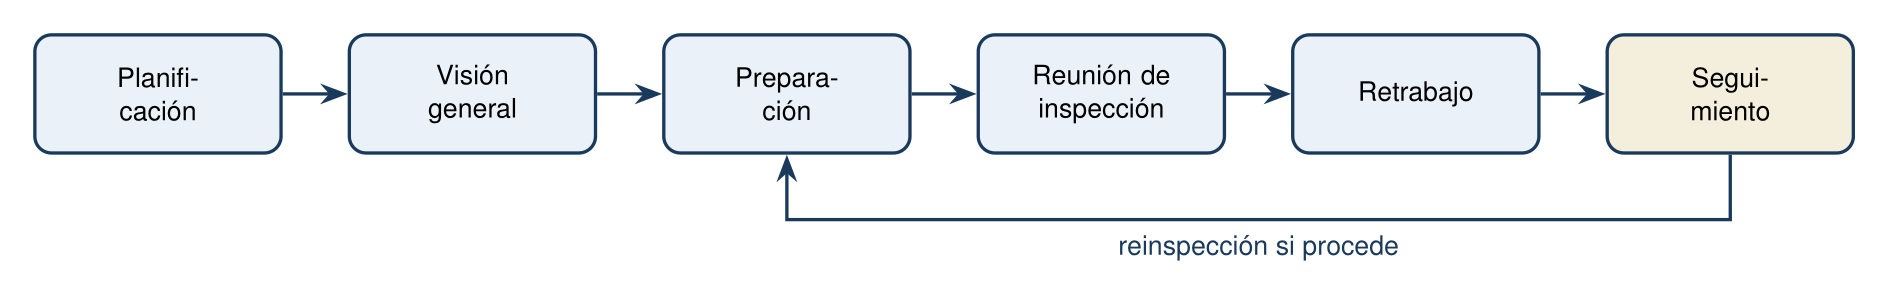 Planifi-
cación
Visión
general
Prepara-
ción
Reunión de
inspección
Retrabajo
Segui-
miento
reinspección si procede